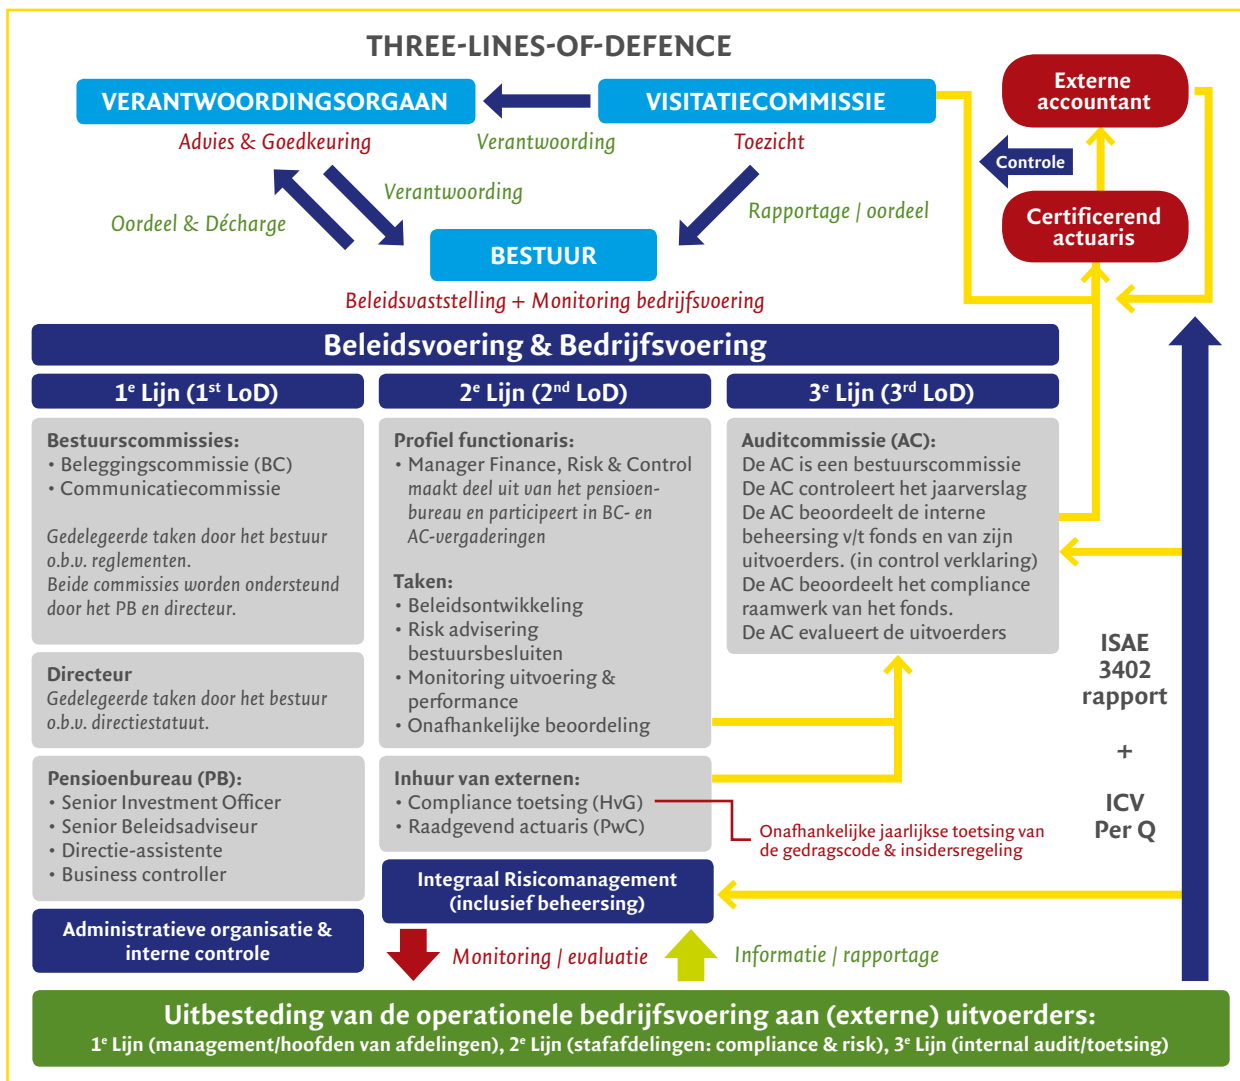 THREE-LINES-OF-DEFENCE
VERANTWOORDINGSORGAAN
VISITATIECOMMISSIE
Externe
accountant
Advies & Goedkeuring
Verantwoording
Toezicht
Controle
Verantwoording
Oordeel & Décharge
Rapportage / oordeel
Certificerend
actuaris
BESTUUR
Beleidsvaststelling + Monitoring bedrijfsvoering
Beleidsvoering & Bedrijfsvoering
1e Lijn (1st LoD)
Bestuurscommissies:
• Beleggingscommissie (BC)
• Communicatiecommissie
Gedelegeerde taken door het bestuur
o.b.v. reglementen.
Beide commissies worden ondersteund
door het PB en directeur.
Directeur
Gedelegeerde taken door het bestuur
o.b.v. directiestatuut.
Pensioenbureau (PB):
• Senior Investment Officer
• Senior Beleidsadviseur
• Directie-assistente
• Business controller
Administratieve organisatie &
interne controle
2e Lijn (2nd LoD)
Profiel functionaris:
• Manager Finance, Risk & Control
maakt deel uit van het pensioen-
bureau en participeert in BC- en
AC-vergaderingen
Taken:
• Beleidsontwikkeling
• Risk advisering
bestuursbesluiten
• Monitoring uitvoering &
performance
• Onafhankelijke beoordeling
Inhuur van externen:
• Compliance toetsing (HvG)
• Raadgevend actuaris (PwC)
Integraal Risicomanagement
(inclusief beheersing)
3e Lijn (3rd LoD)
Auditcommissie (AC):
De AC is een bestuurscommissie
De AC controleert het jaarverslag
De AC beoordeelt de interne
beheersing v/t fonds en van zijn
uitvoerders. (in control verklaring)
De AC beoordeelt het compliance
raamwerk van het fonds.
De AC evalueert de uitvoerders
Onafhankelijke jaarlijkse toetsing van
de gedragscode & insidersregeling
ISAE
3402
rapport
+
ICV
Per Q
Monitoring / evaluatie
Informatie / rapportage
Uitbesteding van de operationele bedrijfsvoering aan (externe) uitvoerders:
1e Lijn (management/hoofden van afdelingen), 2e Lijn (stafafdelingen: compliance & risk), 3e Lijn (internal audit/toetsing)